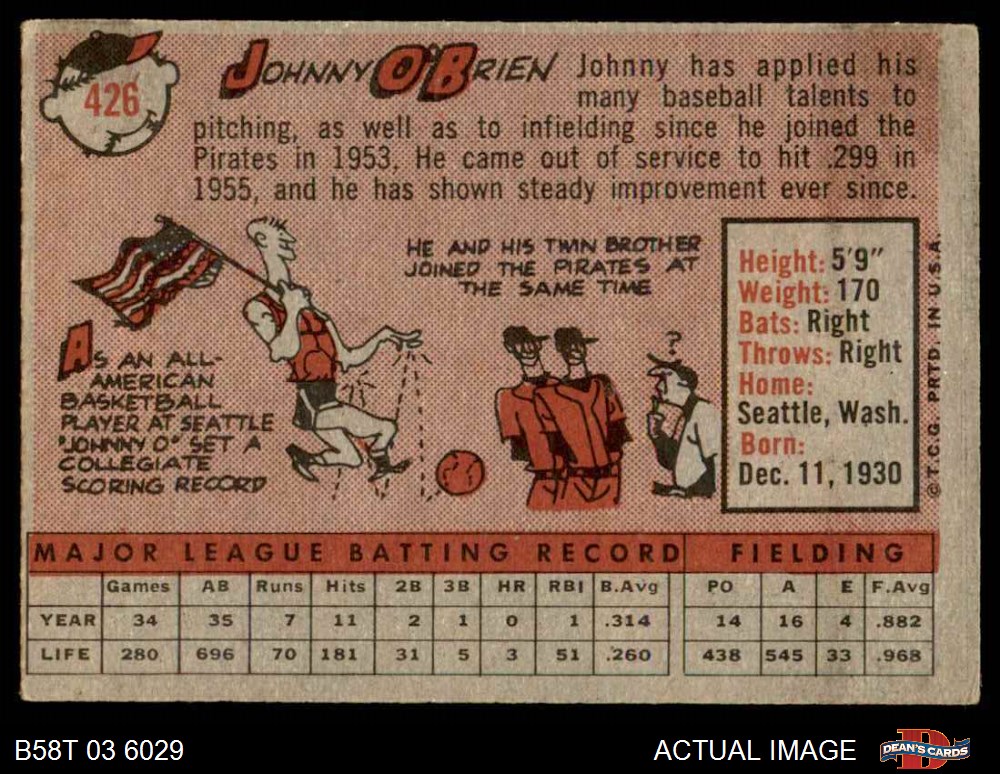 426
JOHNNY O'BRIEN Johnny has applied his
many baseball talents to
pitching, as well as to infielding since he joined the
Pirates in 1953. He came out of service to hit .299 in
1955, and he has shown steady improvement ever since.
HE AND HIS TWIN BROTHER
JOINED THE PIRATES AT
THE SAME TIME
AS AN ALL-
AMERICAN
BASKETBALL
PLAYER AT SEATTLE
"JOHNNY O" SET A
COLLEGIATE
SCORING RECORD
?
Height: 5'9"
Weight: 170
Bats: Right
Throws: Right
Home:
Seattle, Wash.
Born:
Dec. 11, 1930
© T.C.G. PRTD. IN U.S.A.
MAJOR LEAGUE BATTING RECORD FIELDING
Games AB Runs Hits 2B 3B HR RBI B.Avg PO A E F.Avg
YEAR 34 35 7 11 2 1 0 1 .314 14 16 4 .882
LIFE 280 696 70 181 31 5 3 51 .260 438 545 33 .968
B58T 03 6029 ACTUAL IMAGE DEAN'S CARDS